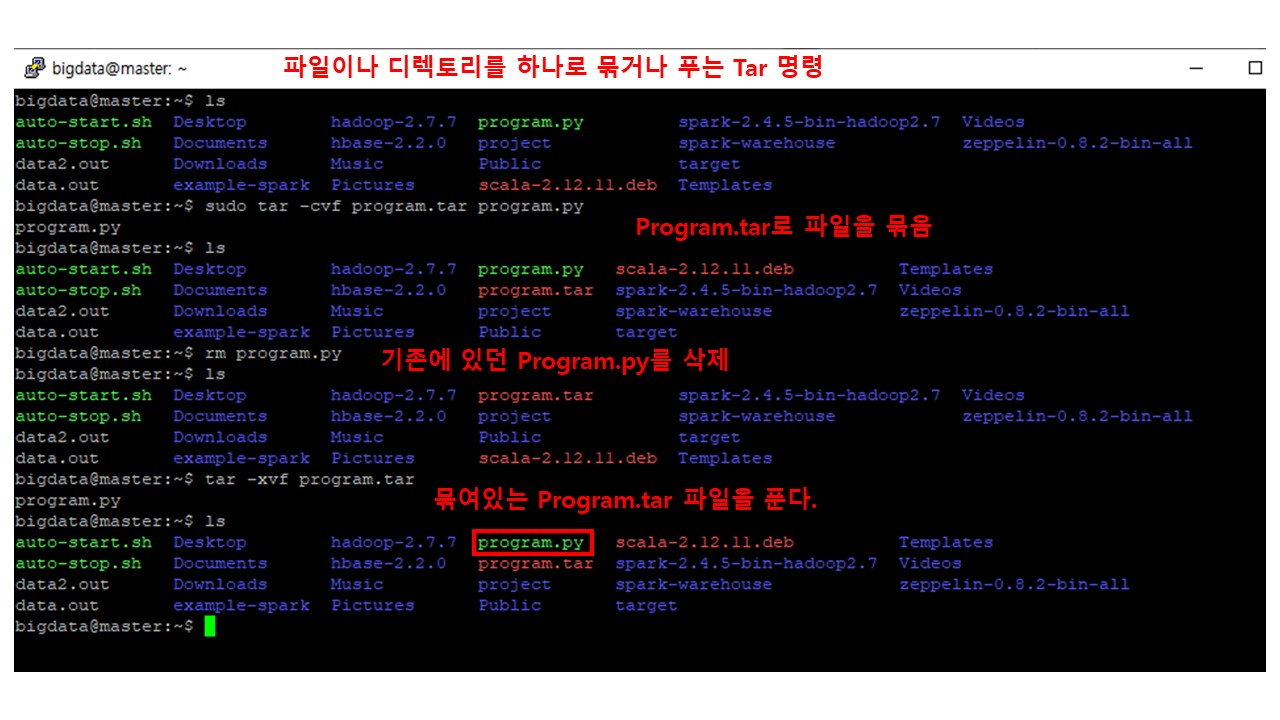 bigdata@master: ~ 파일이나 디렉토리를 하나로 묶거나 푸는 Tar 명령
bigdata@master:~$ ls
auto-start.sh Desktop hadoop-2.7.7 program.py spark-2.4.5-bin-hadoop2.7 Videos
auto-stop.sh Documents hbase-2.2.0 project spark-warehouse zeppelin-0.8.2-bin-all
data2.out Downloads Music Public target
data.out example-spark Pictures scala-2.12.11.deb Templates
bigdata@master:~$ sudo tar -cvf program.tar program.py
program.py
Program.tar로 파일을 묶음
bigdata@master:~$ ls
auto-start.sh Desktop hadoop-2.7.7 program.py scala-2.12.11.deb Templates
auto-stop.sh Documents hbase-2.2.0 program.tar spark-2.4.5-bin-hadoop2.7 Videos
data2.out Downloads Music project spark-warehouse zeppelin-0.8.2-bin-all
data.out example-spark Pictures Public target
bigdata@master:~$ rm program.py
기존에 있던 Program.py를 삭제
bigdata@master:~$ ls
auto-start.sh Desktop hadoop-2.7.7 program.tar spark-2.4.5-bin-hadoop2.7 Videos
auto-stop.sh Documents hbase-2.2.0 project spark-warehouse zeppelin-0.8.2-bin-all
data2.out Downloads Music Public target
data.out example-spark Pictures scala-2.12.11.deb Templates
bigdata@master:~$ tar -xvf program.tar
program.py
묶여있는 Program.tar 파일을 푼다.
bigdata@master:~$ ls
auto-start.sh Desktop hadoop-2.7.7 program.py scala-2.12.11.deb Templates
auto-stop.sh Documents hbase-2.2.0 program.tar spark-2.4.5-bin-hadoop2.7 Videos
data2.out Downloads Music project spark-warehouse zeppelin-0.8.2-bin-all
data.out example-spark Pictures Public target
bigdata@master:~$